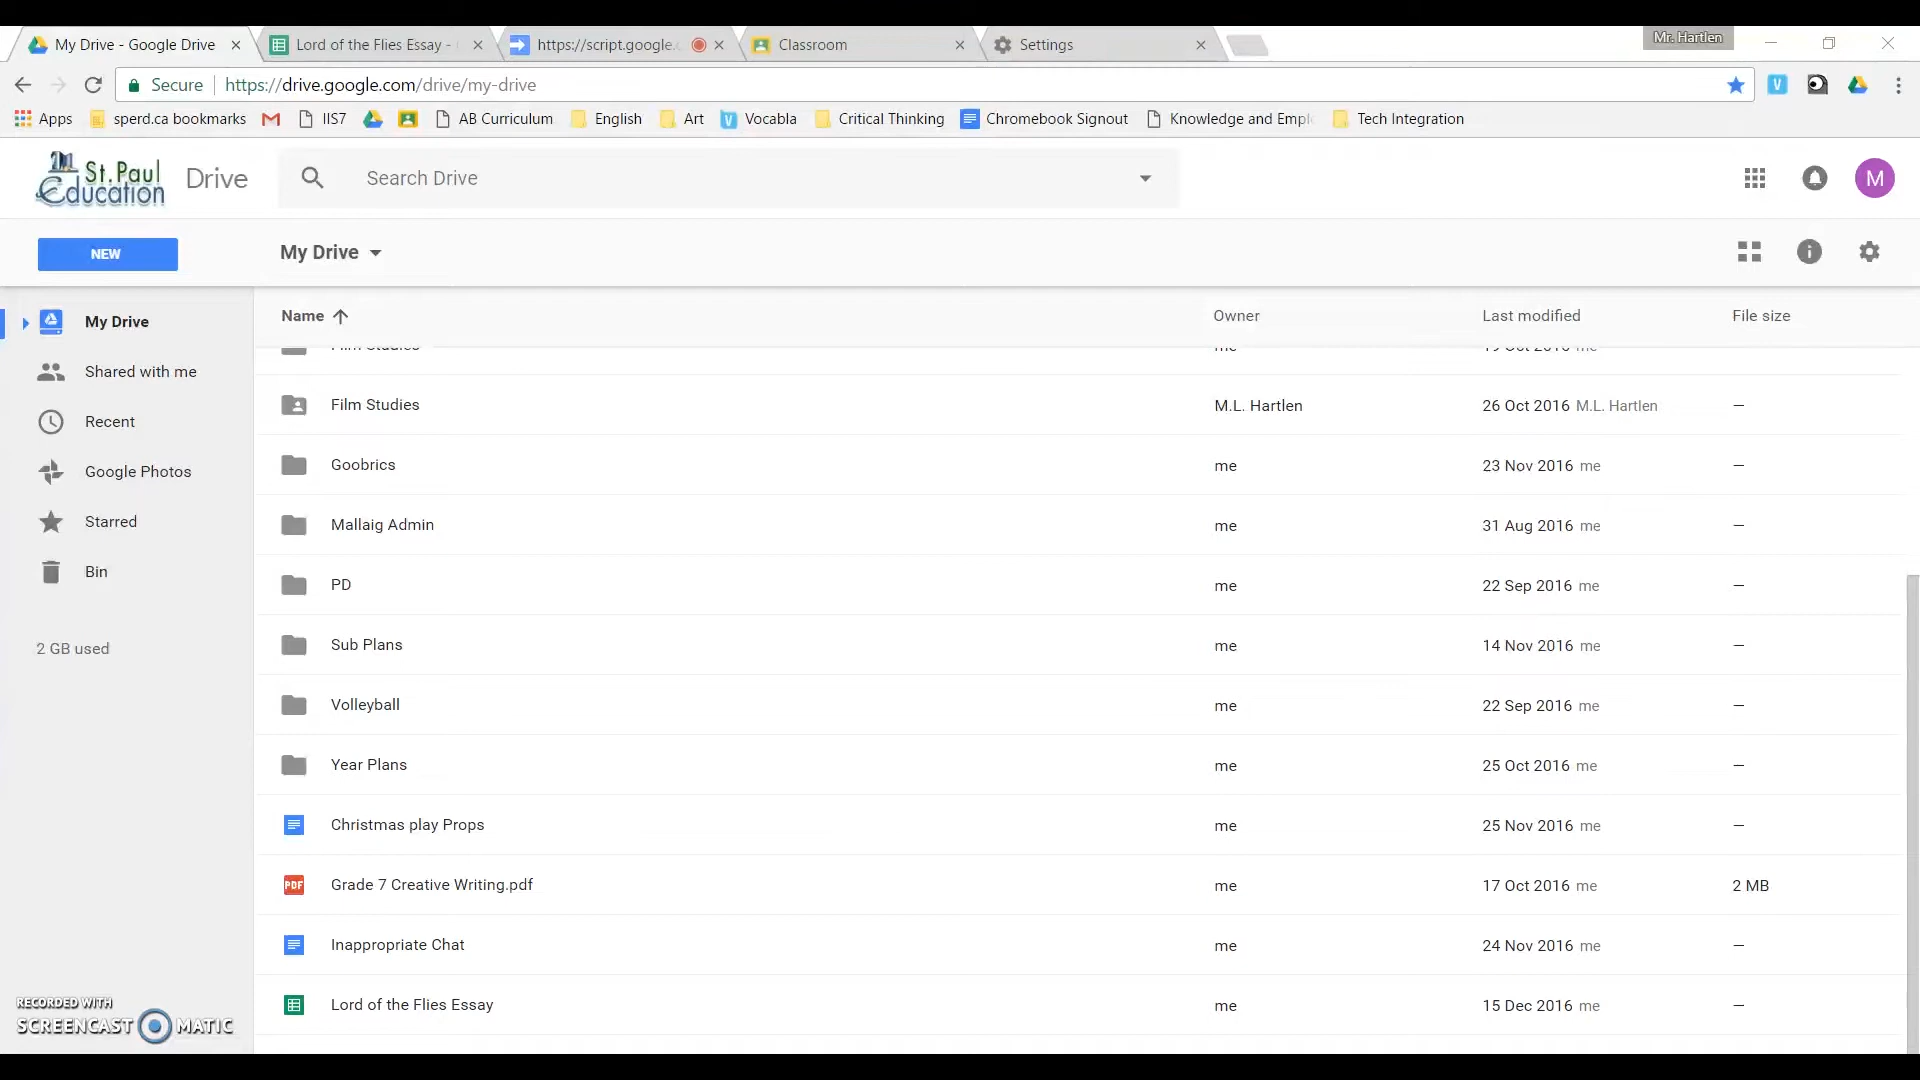 My Drive - Google Drive
Lord of the Flies Essay -
https://script.google.c
Classroom
Settings
Mr. Hartlen
Secure
https://drive.google.com/drive/my-drive
Apps
sperd.ca bookmarks
IIS7
AB Curriculum
English
Art
Vocabla
Critical Thinking
Chromebook Signout
Knowledge and Empl
Tech Integration
St. Paul
Education
Drive
Search Drive
M
NEW
My Drive
My Drive
Shared with me
Recent
Google Photos
Starred
Bin
2 GB used
Name Owner Last modified File size
Film Studies me 19 Oct 2016 me
Film Studies M.L. Hartlen 26 Oct 2016 M.L. Hartlen —
Goobrics me 23 Nov 2016 me —
Mallaig Admin me 31 Aug 2016 me —
PD me 22 Sep 2016 me —
Sub Plans me 14 Nov 2016 me —
Volleyball me 22 Sep 2016 me —
Year Plans me 25 Oct 2016 me —
Christmas play Props me 25 Nov 2016 me —
PDF Grade 7 Creative Writing.pdf me 17 Oct 2016 me 2 MB
Inappropriate Chat me 24 Nov 2016 me —
Lord of the Flies Essay me 15 Dec 2016 me —
RECORDED WITH
SCREENCAST MATIC